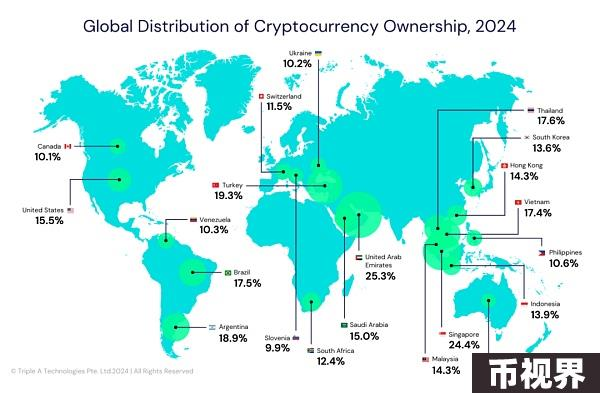 Global Distribution of Cryptocurrency Ownership, 2024
Ukraine
10.2%
Switzerland
11.5%
Thailand
17.6%
South Korea
13.6%
Canada
10.1%
Hong Kong
14.3%
Turkey
19.3%
United States
15.5%
Vietnam
17.4%
Venezuela
10.3%
Philippines
10.6%
United Arab
Emirates
25.3%
Brazil
17.5%
Indonesia
13.9%
Argentina
18.9%
Saudi Arabia
15.0%
Slovenia
9.9%
Singapore
24.4%
South Africa
12.4%
Malaysia
14.3%
© Triple A Technologies Pte. Ltd.2024 | All Rights Reserved
币视界